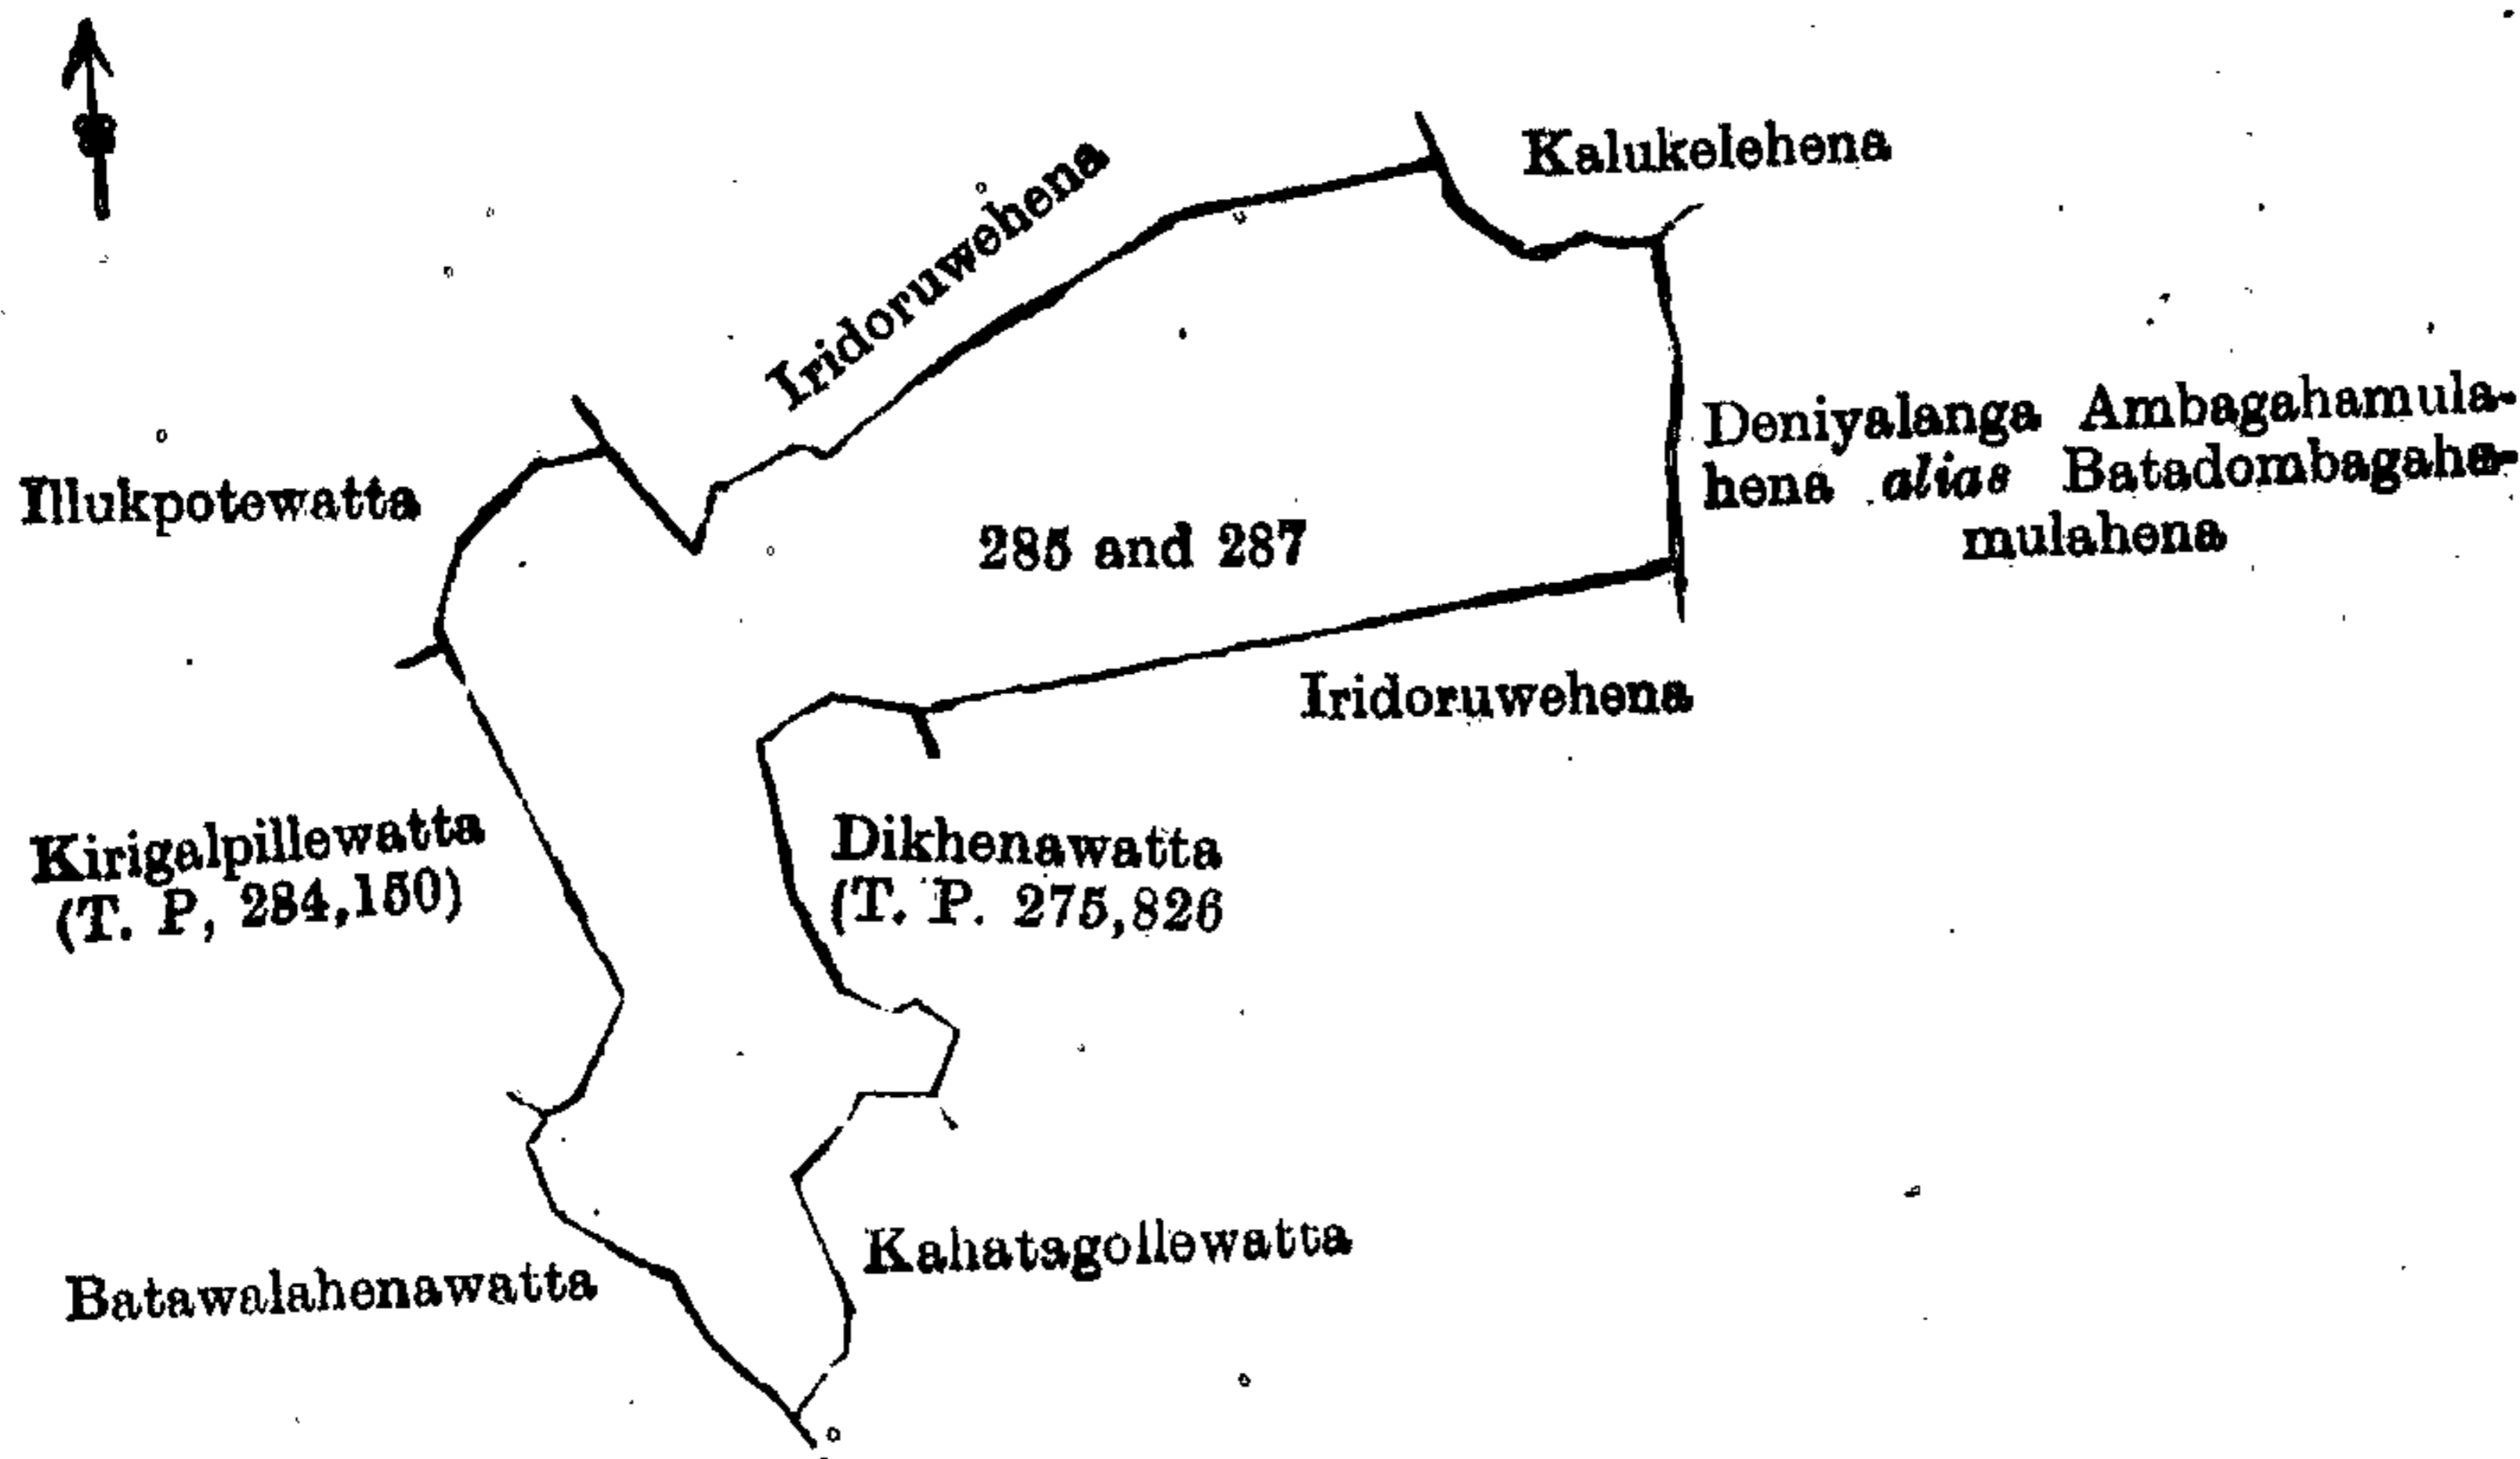 Kalukelehena
Iridoruwehena
Deniyalanga Ambagahamula-
hena alias Batadombagaha-
mulahena
Illukpotewatta
285 and 287
Iridoruwehena
Kirigalpillewatta
(T. P, 284,150)
Dikhenawatta
(T. P. 275,826
Kahatagollewatta
Batawalahenawatta